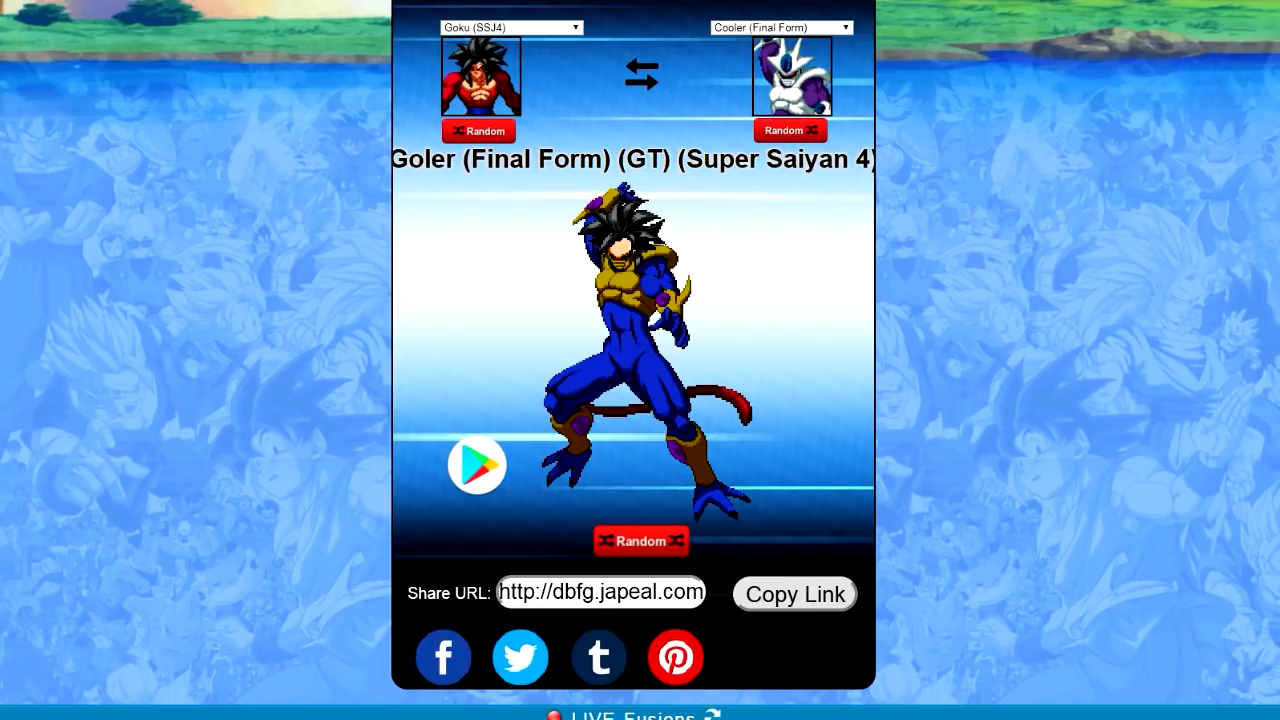 Goku (SSJ4)
Cooler (Final Form)
Random
Random
Goler (Final Form) (GT) (Super Saiyan 4)
Random
Share URL:
http://dbfg.japeal.com
Copy Link
LIVE Fusions